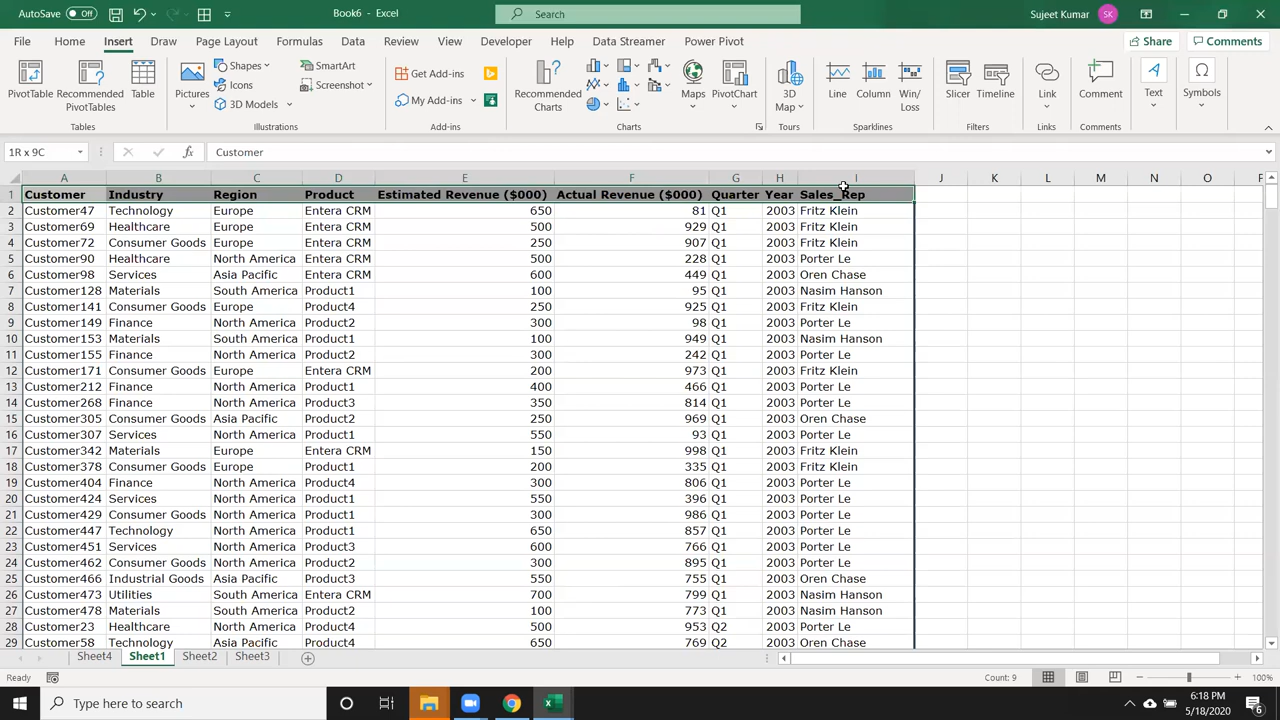 AutoSave Off Book6 - Excel Search Sujeet Kumar SK
File Home Insert Draw Page Layout Formulas Data Review View Developer Help Data Streamer Power Pivot Share Comments
PivotTable Recommended PivotTables Table Pictures Shapes Icons 3D Models SmartArt Screenshot Get Add-ins My Add-ins Recommended Charts Maps PivotChart 3D Map Line Column Win/Loss Slicer Timeline Link Comment Text Symbols
Tables Illustrations Add-ins Charts Tours Sparklines Filters Links Comments
1R x 9C fx Customer
A B C D E F G H I J K L M N O P
1 Customer Industry Region Product Estimated Revenue ($000) Actual Revenue ($000) Quarter Year Sales_Rep
2 Customer47 Technology Europe Entera CRM 650 81 Q1 2003 Fritz Klein
3 Customer69 Healthcare Europe Entera CRM 500 929 Q1 2003 Fritz Klein
4 Customer72 Consumer Goods Europe Entera CRM 250 907 Q1 2003 Fritz Klein
5 Customer90 Healthcare North America Entera CRM 500 228 Q1 2003 Porter Le
6 Customer98 Services Asia Pacific Entera CRM 600 449 Q1 2003 Oren Chase
7 Customer128 Materials South America Product1 100 95 Q1 2003 Nasim Hanson
8 Customer141 Consumer Goods Europe Product4 250 925 Q1 2003 Fritz Klein
9 Customer149 Finance North America Product2 300 98 Q1 2003 Porter Le
10 Customer153 Materials South America Product1 100 949 Q1 2003 Nasim Hanson
11 Customer155 Finance North America Product2 300 242 Q1 2003 Porter Le
12 Customer171 Consumer Goods Europe Entera CRM 200 973 Q1 2003 Fritz Klein
13 Customer212 Finance North America Product1 400 466 Q1 2003 Porter Le
14 Customer268 Finance North America Product3 350 814 Q1 2003 Porter Le
15 Customer305 Consumer Goods Asia Pacific Product2 250 969 Q1 2003 Oren Chase
16 Customer307 Services North America Product1 550 93 Q1 2003 Porter Le
17 Customer342 Materials Europe Entera CRM 150 998 Q1 2003 Fritz Klein
18 Customer378 Consumer Goods Europe Product1 200 335 Q1 2003 Fritz Klein
19 Customer404 Finance North America Product4 300 806 Q1 2003 Porter Le
20 Customer424 Services North America Product1 550 396 Q1 2003 Porter Le
21 Customer429 Consumer Goods North America Product1 300 986 Q1 2003 Porter Le
22 Customer447 Technology North America Product1 650 857 Q1 2003 Porter Le
23 Customer451 Services North America Product3 600 766 Q1 2003 Porter Le
24 Customer462 Consumer Goods North America Product2 300 895 Q1 2003 Porter Le
25 Customer466 Industrial Goods Asia Pacific Product3 550 755 Q1 2003 Oren Chase
26 Customer473 Utilities South America Entera CRM 700 799 Q1 2003 Nasim Hanson
27 Customer478 Materials South America Product2 100 773 Q1 2003 Nasim Hanson
28 Customer23 Healthcare North America Product4 500 953 Q2 2003 Porter Le
29 Customer58 Technology Asia Pacific Product4 650 769 Q2 2003 Oren Chase
Sheet4 Sheet1 Sheet2 Sheet3
Ready Count: 9 100%
Type here to search 6:18 PM
5/18/2020